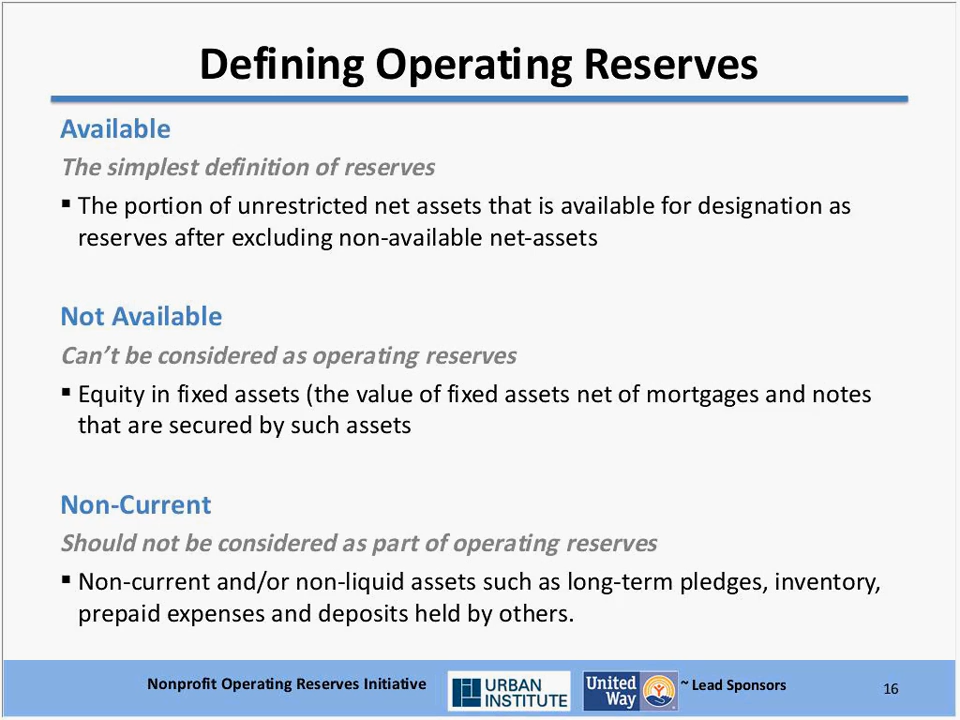 Defining Operating Reserves
Available
The simplest definition of reserves
▪ The portion of unrestricted net assets that is available for designation as
reserves after excluding non-available net-assets
Not Available
Can’t be considered as operating reserves
▪ Equity in fixed assets (the value of fixed assets net of mortgages and notes
that are secured by such assets
Non-Current
Should not be considered as part of operating reserves
▪ Non-current and/or non-liquid assets such as long-term pledges, inventory,
prepaid expenses and deposits held by others.
Nonprofit Operating Reserves Initiative
URBAN
INSTITUTE
United
Way
~ Lead Sponsors
16